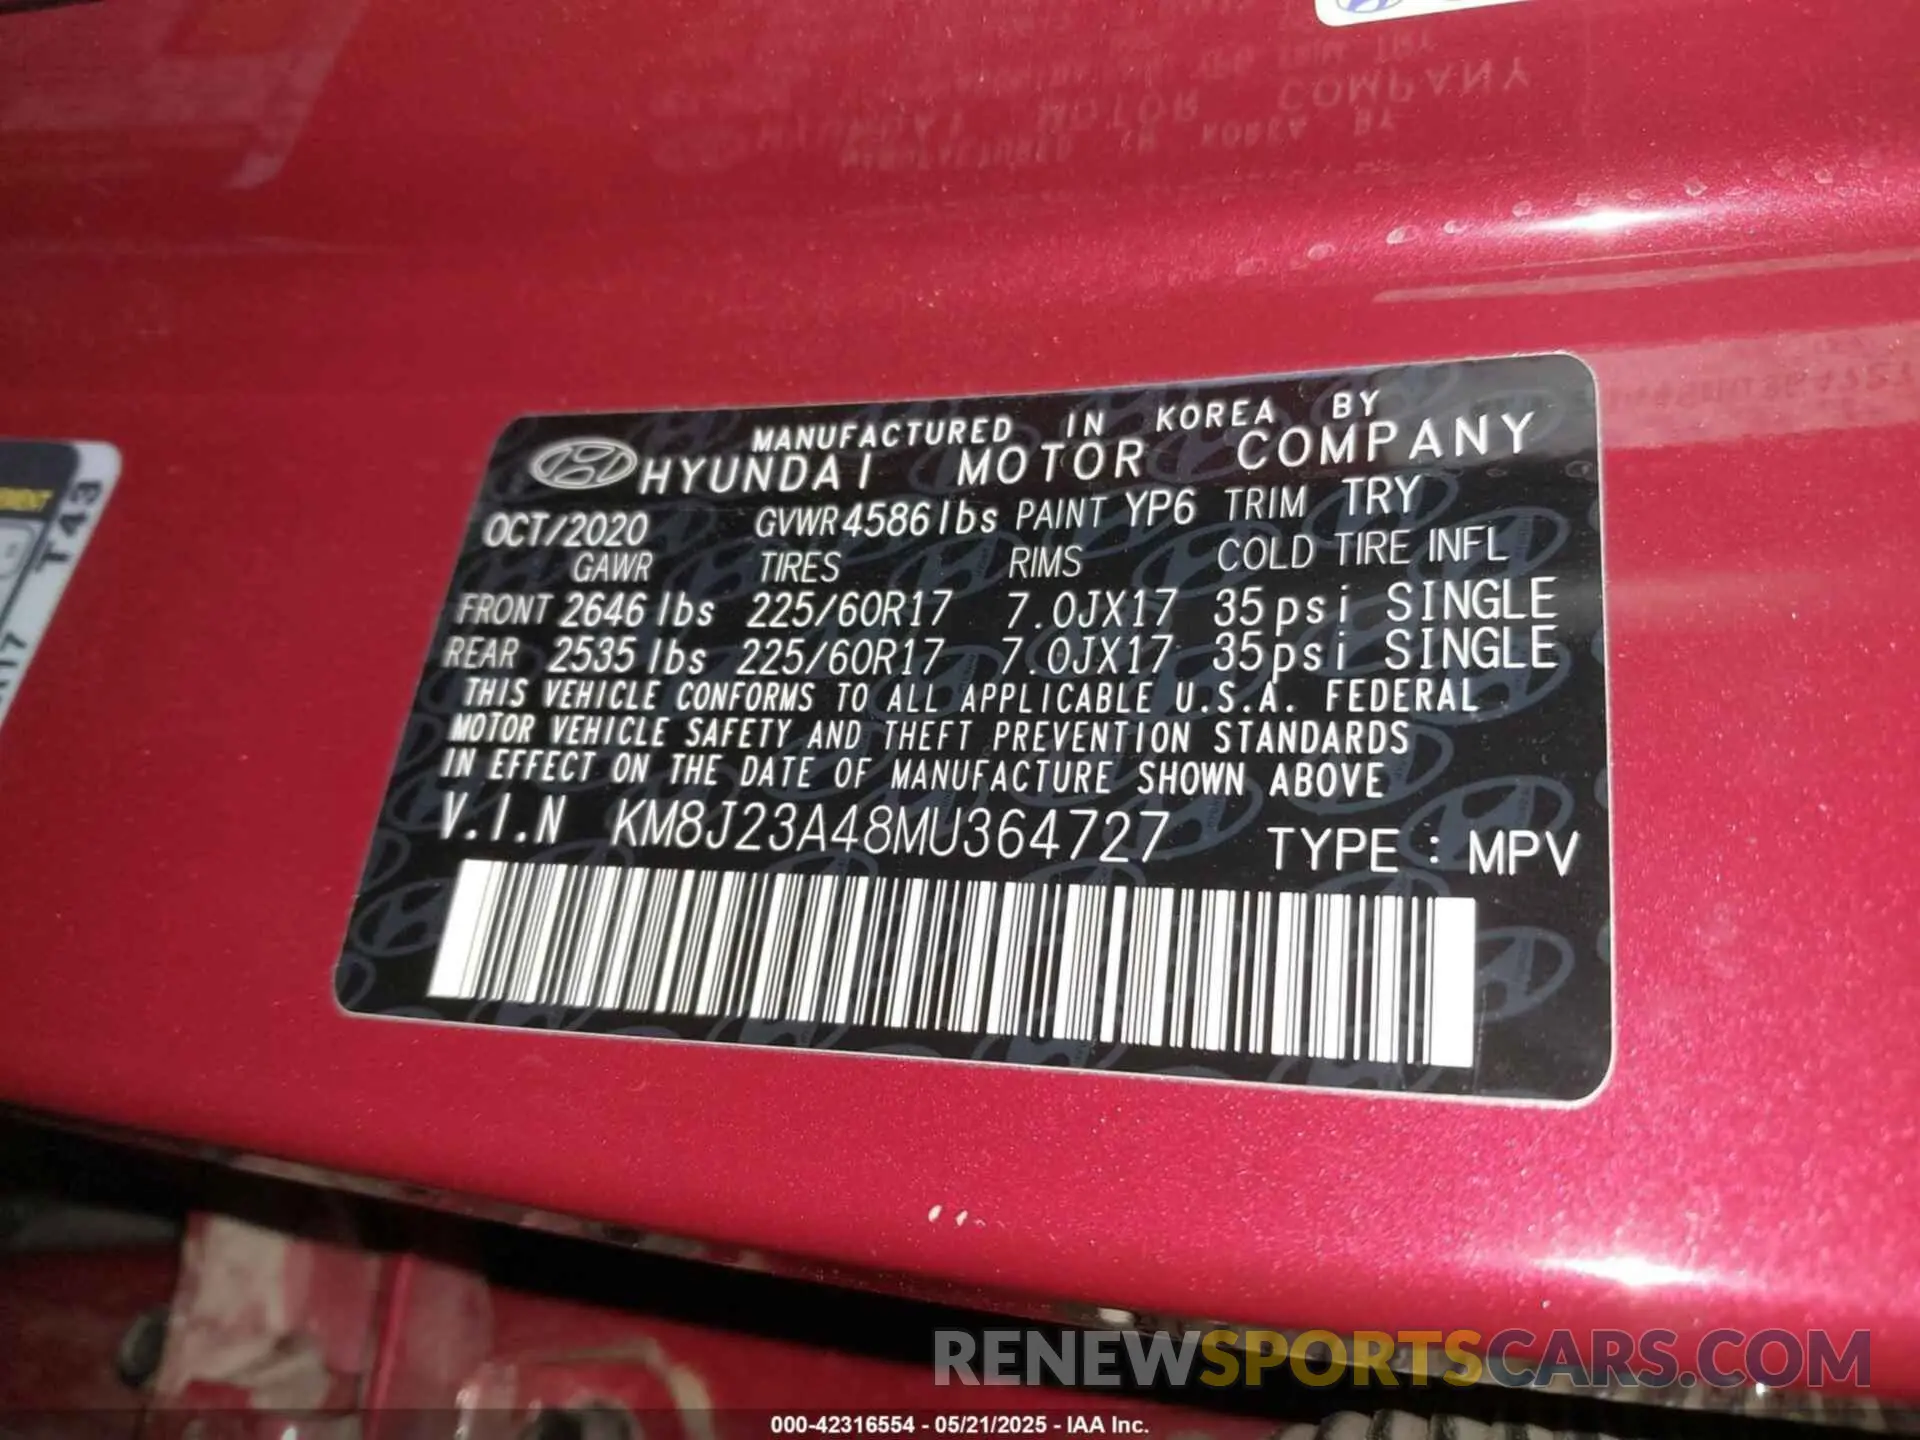 MANUFACTURED IN KOREA BY
HYUNDAI MOTOR COMPANY
OCT/2020 GVWR 4586 lbs PAINT YP6 TRIM TRY
GAWR TIRES RIMS COLD TIRE INFL
FRONT 2646 lbs 225/60R17 7.0JX17 35psi SINGLE
REAR 2535 lbs 225/60R17 7.0JX17 35psi SINGLE
THIS VEHICLE CONFORMS TO ALL APPLICABLE U.S.A. FEDERAL
MOTOR VEHICLE SAFETY AND THEFT PREVENTION STANDARDS
IN EFFECT ON THE DATE OF MANUFACTURE SHOWN ABOVE
V.I.N KM8J23A48MU364727 TYPE : MPV
T43
R17
RENEWSPORTSCARS.COM
000-42316554 - 05/21/2025 - IAA Inc.